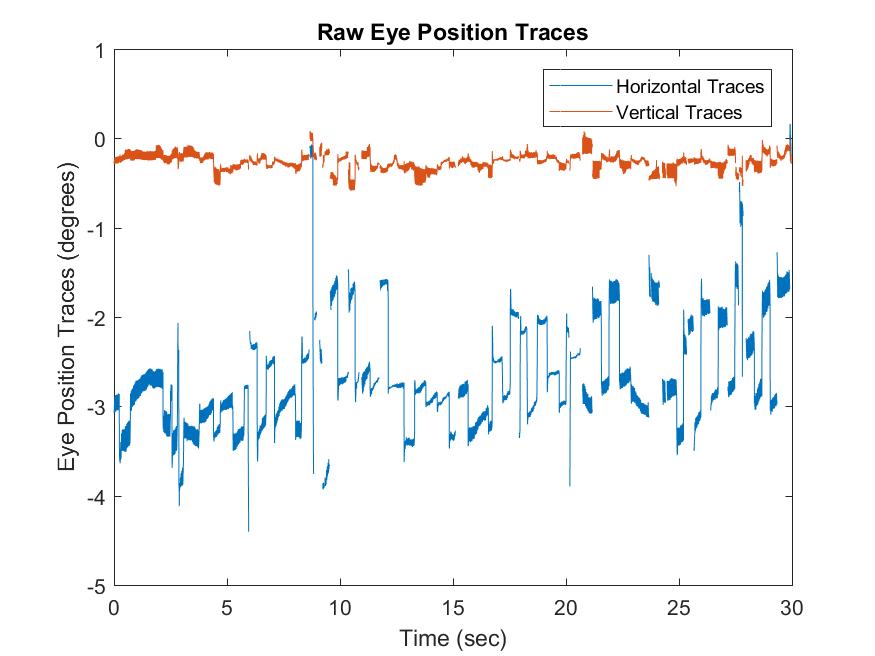 Raw Eye Position Traces
Horizontal Traces
Vertical Traces
Eye Position Traces (degrees)
1
0
-1
-2
-3
-4
-5
0 5 10 15 20 25 30
Time (sec)